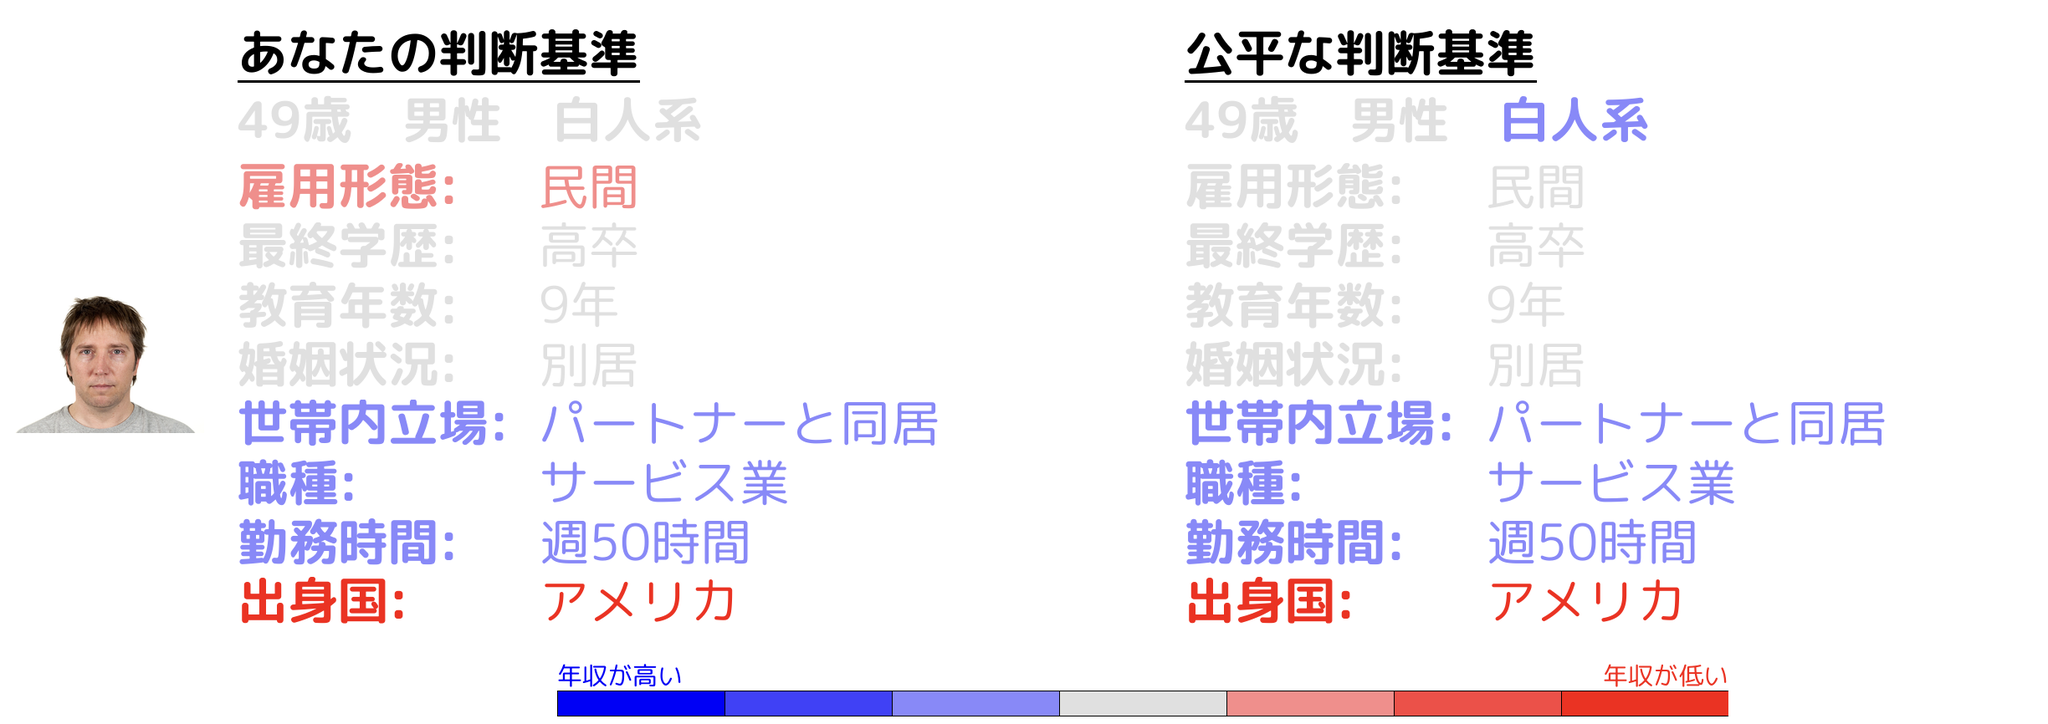 あなたの判断基準
49歳 男性 白人系
雇用形態: 民間
最終学歴: 高卒
教育年数: 9年
婚姻状況: 別居
世帯内立場: パートナーと同居
職種: サービス業
勤務時間: 週50時間
出身国: アメリカ
公平な判断基準
49歳 男性 白人系
雇用形態: 民間
最終学歴: 高卒
教育年数: 9年
婚姻状況: 別居
世帯内立場: パートナーと同居
職種: サービス業
勤務時間: 週50時間
出身国: アメリカ
年収が高い
年収が低い